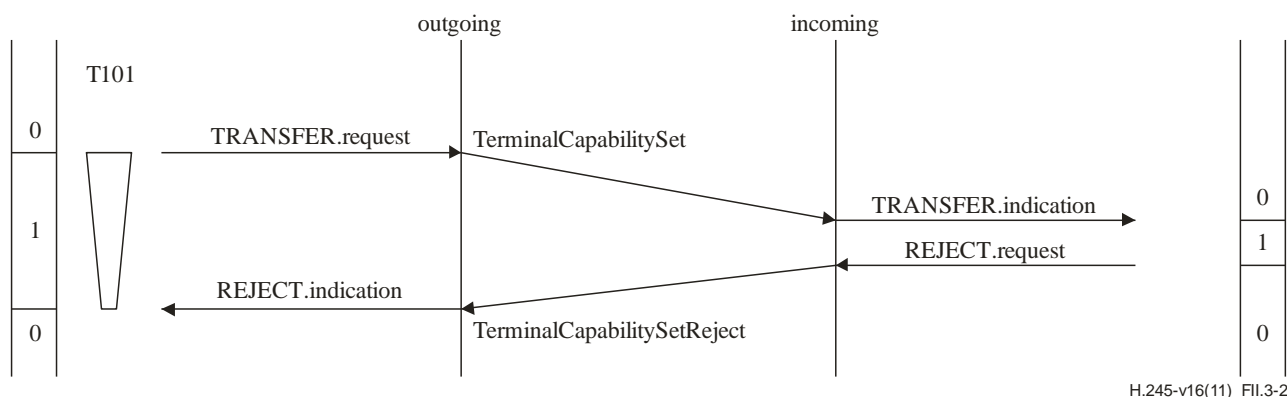 outgoing
incoming
T101
0
TRANSFER.request
TerminalCapabilitySet
TRANSFER.indication
0
1
REJECT.request
1
REJECT.indication
TerminalCapabilitySetReject
0
0
H.245-v16(11)_FII.3-2